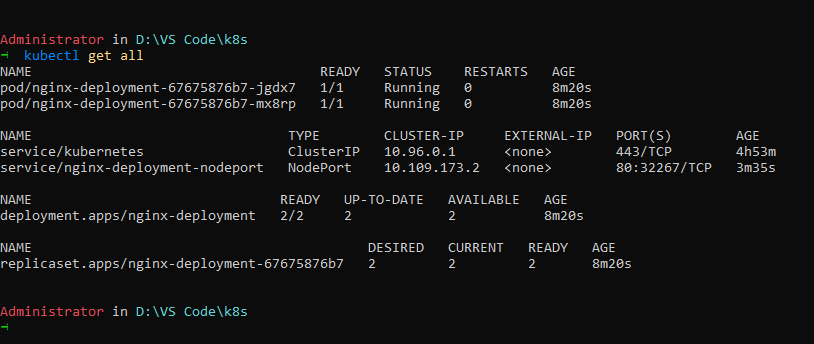 Administrator in D:\VS Code\k8s
→ kubectl get all
NAME READY STATUS RESTARTS AGE
pod/nginx-deployment-67675876b7-jgdx7 1/1 Running 0 8m20s
pod/nginx-deployment-67675876b7-mx8rp 1/1 Running 0 8m20s
NAME TYPE CLUSTER-IP EXTERNAL-IP PORT(S) AGE
service/kubernetes ClusterIP 10.96.0.1 <none> 443/TCP 4h53m
service/nginx-deployment-nodeport NodePort 10.109.173.2 <none> 80:32267/TCP 3m35s
NAME READY UP-TO-DATE AVAILABLE AGE
deployment.apps/nginx-deployment 2/2 2 2 8m20s
NAME DESIRED CURRENT READY AGE
replicaset.apps/nginx-deployment-67675876b7 2 2 2 8m20s
Administrator in D:\VS Code\k8s
→